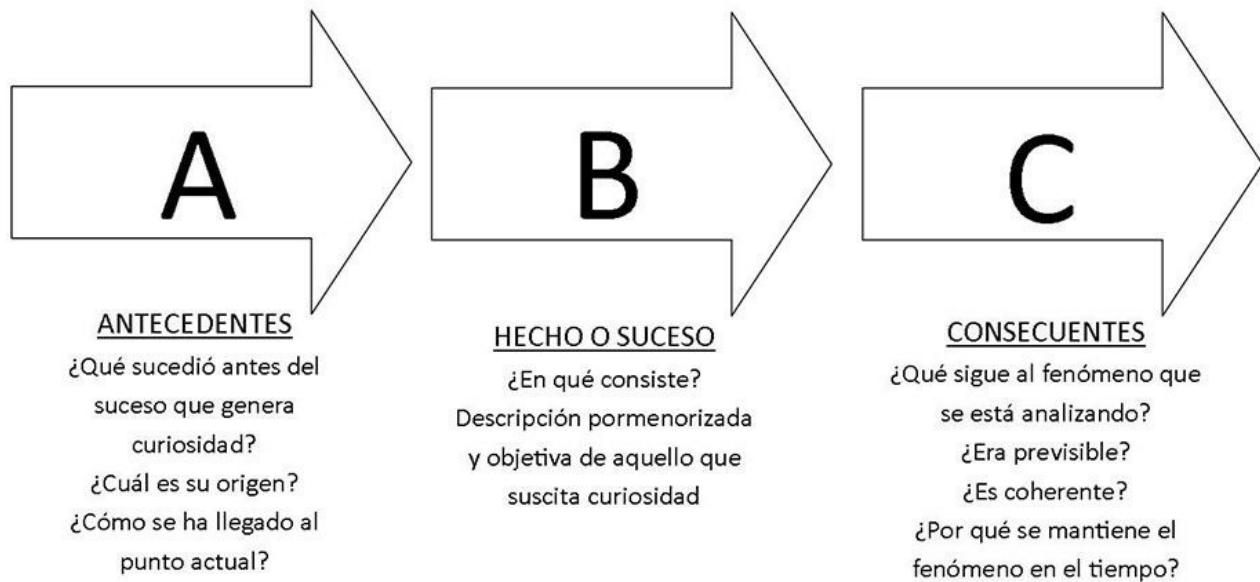 A
B
C
ANTECEDENTES
¿Qué sucedió antes del
suceso que genera
curiosidad?
¿Cuál es su origen?
¿Cómo se ha llegado al
punto actual?
HECHO O SUCESO
¿En qué consiste?
Descripción pormenorizada
y objetiva de aquello que
suscita curiosidad
CONSECUENTES
¿Qué sigue al fenómeno que
se está analizando?
¿Era previsible?
¿Es coherente?
¿Por qué se mantiene el
fenómeno en el tiempo?